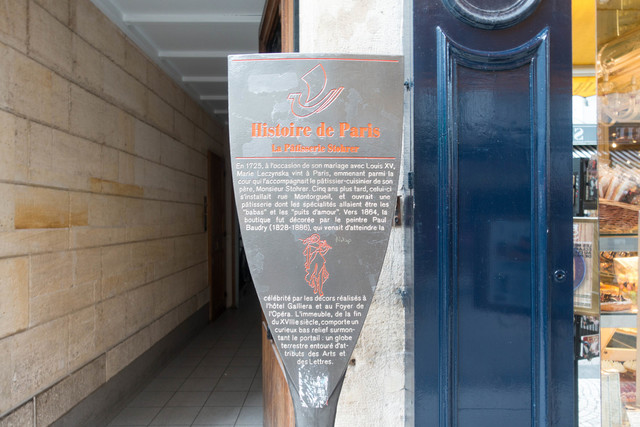 Histoire de Paris
La Pâtisserie Stohrer
En 1725, à l'occasion de son mariage avec Louis XV,
Marie Leczynska vint à Paris, emmenant parmi la
cour qui l'accompagnait le pâtissier-cuisinier de son
père, Monsieur Stohrer. Cinq ans plus tard, celui-ci
s'installait rue Montorgueil, et ouvrait une
pâtisserie dont les spécialités allaient être les
"babas" et les "puits d'amour". Vers 1864, la
boutique fut décorée par le peintre Paul
Baudry (1828-1886), qui venait d'atteindre la
célébrité par les décors réalisés à
l'hôtel Galliera et au Foyer de
l'Opéra. L'immeuble, de la fin
du XVIIIe siècle, comporte un
curieux bas relief surmon-
tant le portail : un globe
terrestre entouré d'at-
tributs des Arts et
des Lettres.